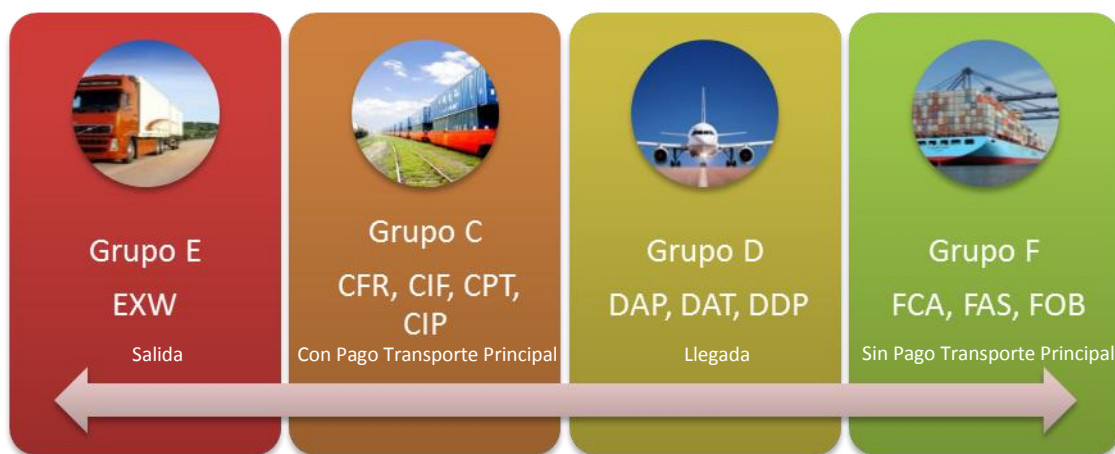 Grupo E
EXW
Salida
Grupo C
CFR, CIF, CPT,
CIP
Con Pago Transporte Principal
Grupo D
DAP, DAT, DDP
Llegada
Grupo F
FCA, FAS, FOB
Sin Pago Transporte Principal